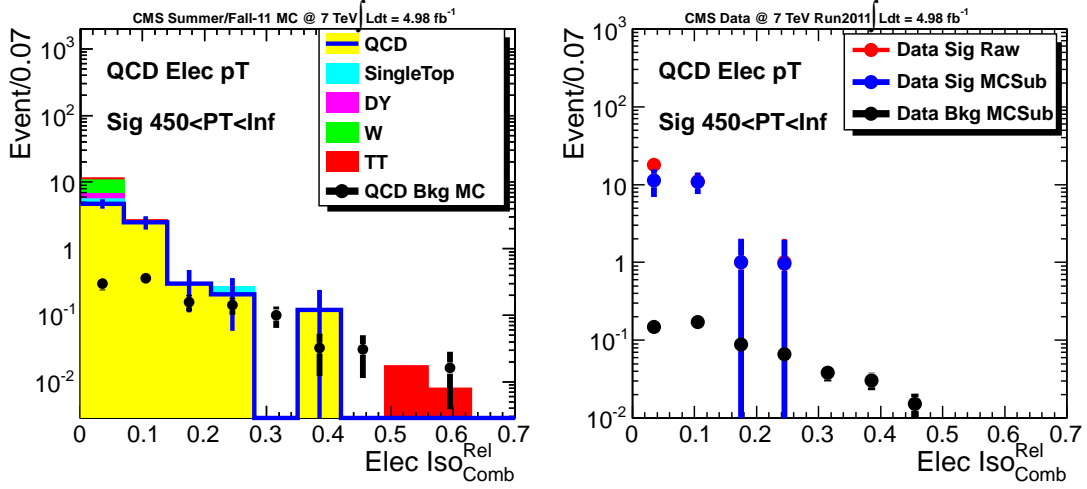 CMS Summer/Fall-11 MC @ 7 TeV∫Ldt = 4.98 fb⁻¹
Event/0.07
10³
10²
10
1
10⁻¹
10⁻²
QCD Elec pT
Sig 450<PT<Inf
QCD
SingleTop
DY
W
TT
QCD Bkg MC
0 0.1 0.2 0.3 0.4 0.5 0.6 0.7
Elec Iso_Comb^Rel
CMS Data @ 7 TeV Run2011∫Ldt = 4.98 fb⁻¹
Event/0.07
10³
10²
10
1
10⁻¹
10⁻²
QCD Elec pT
Sig 450<PT<Inf
Data Sig Raw
Data Sig MCSub
Data Bkg MCSub
0 0.1 0.2 0.3 0.4 0.5 0.6 0.7
Elec Iso_Comb^Rel